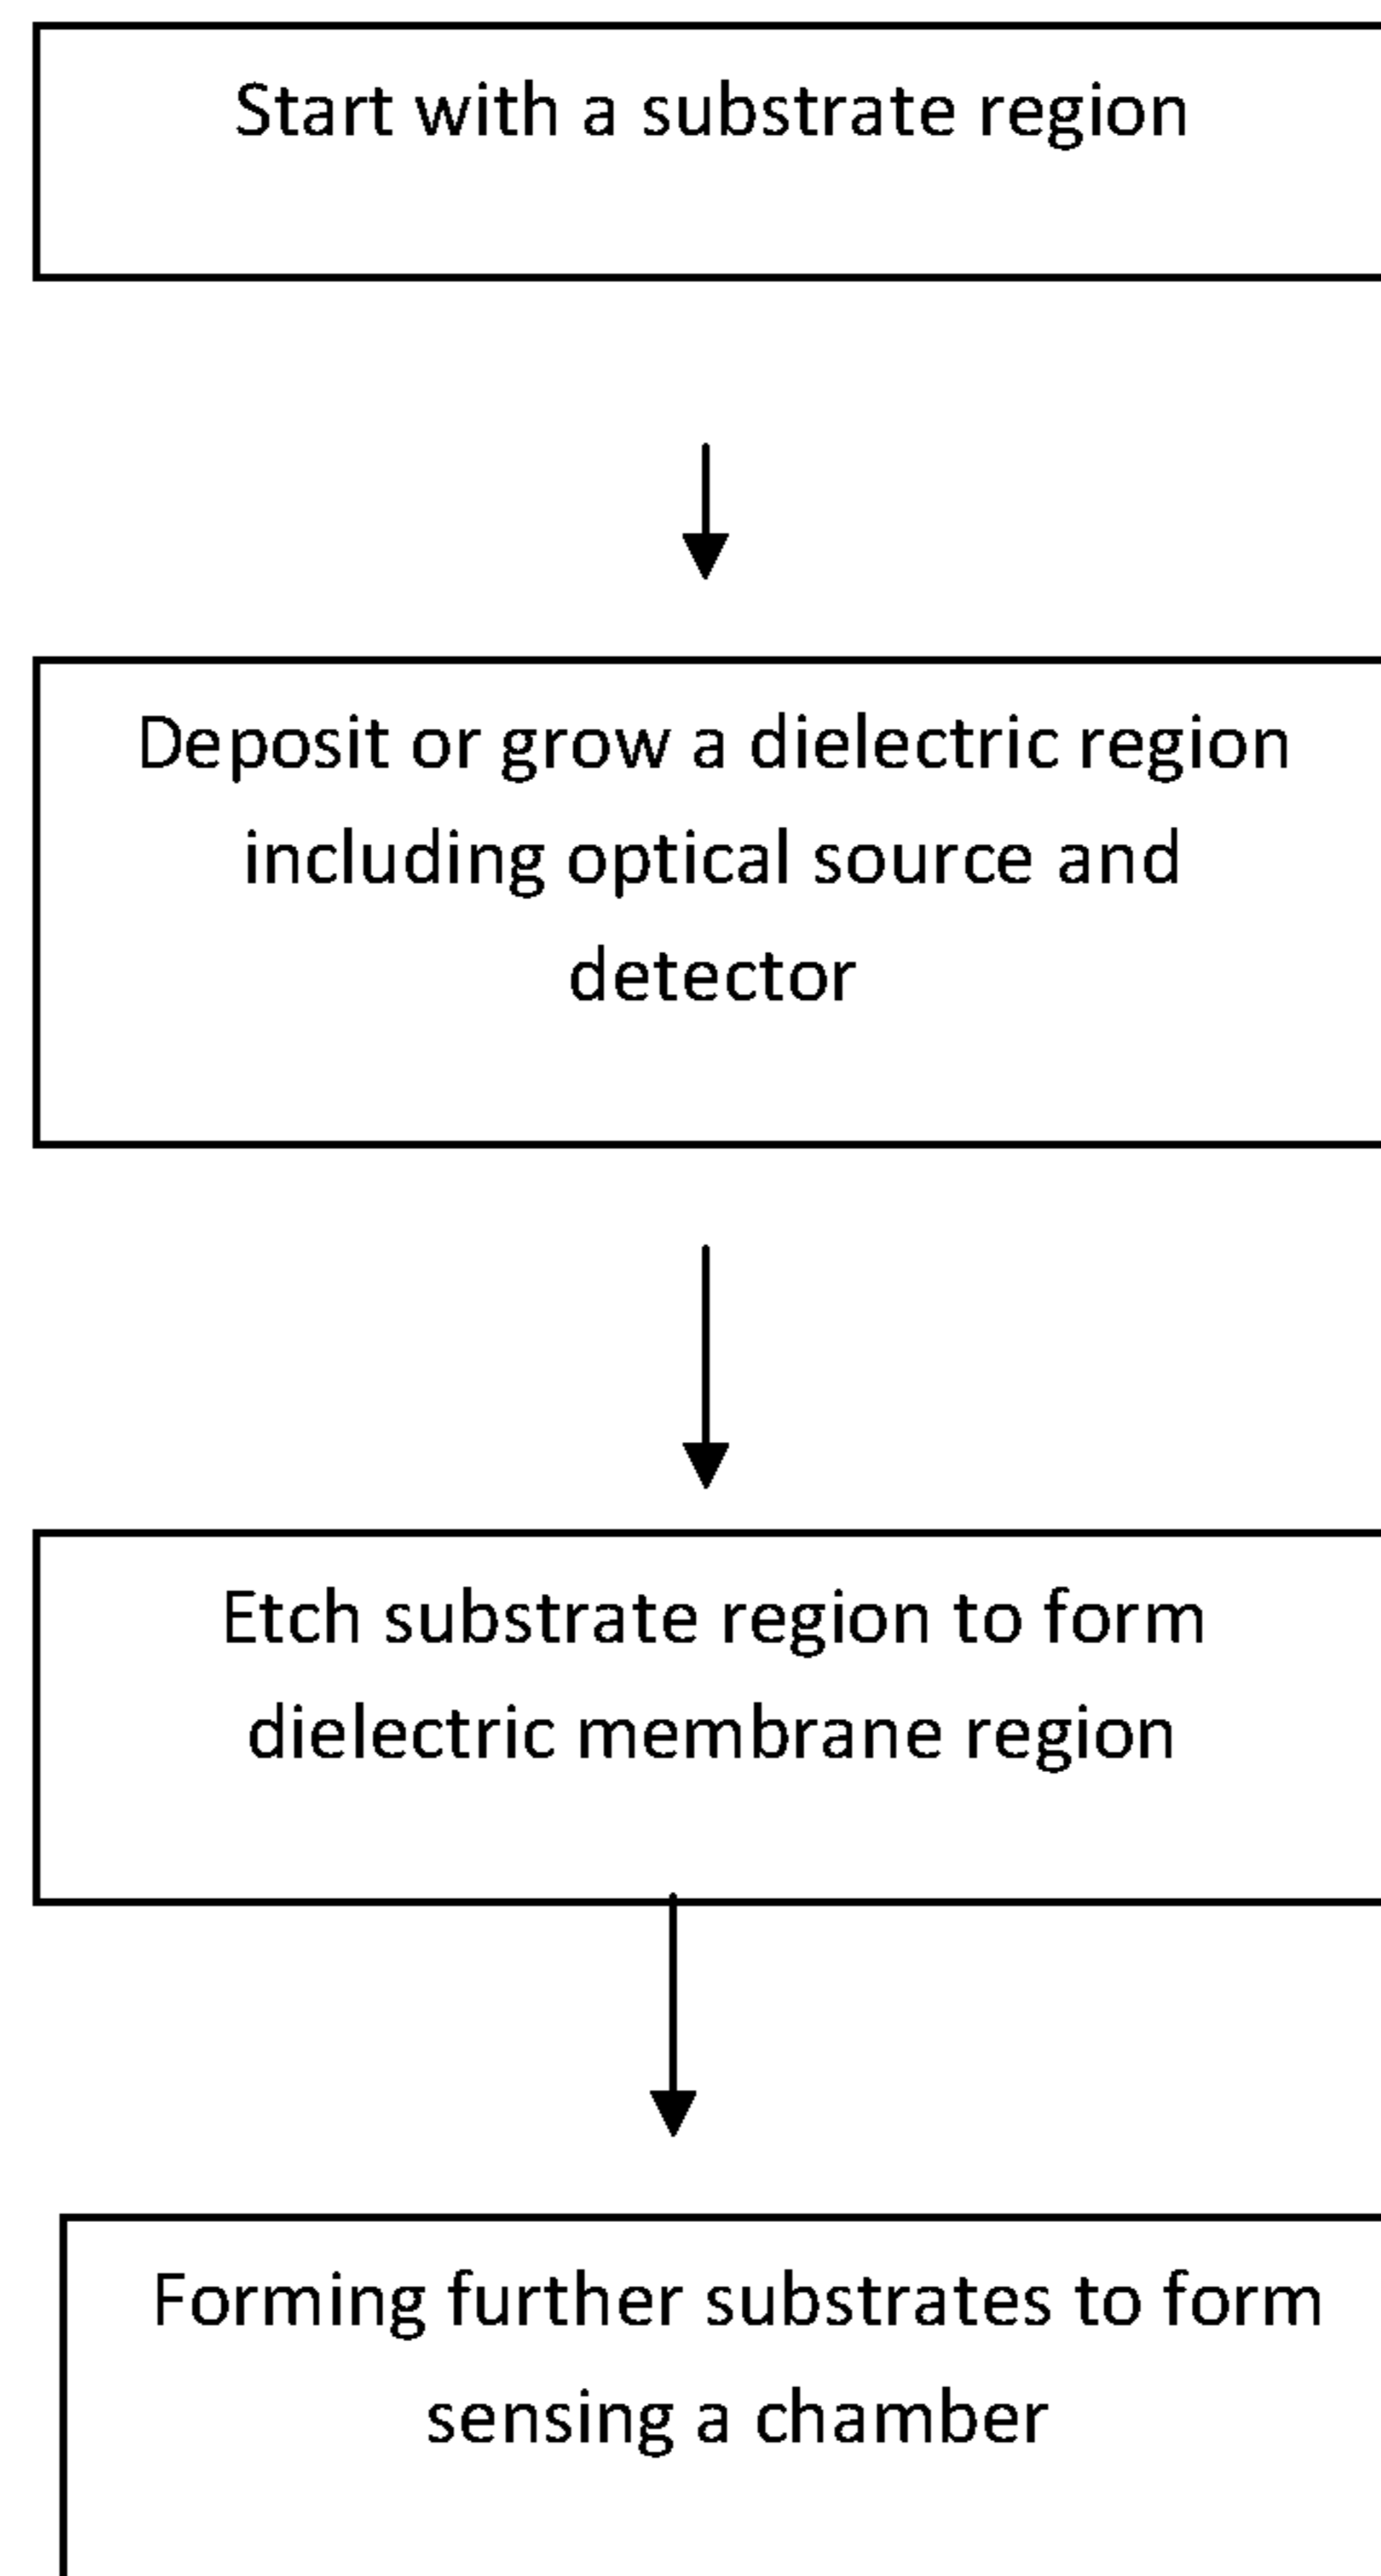 Start with a substrate region
Deposit or grow a dielectric region
including optical source and
detector
Etch substrate region to form
dielectric membrane region
Forming further substrates to form
sensing a chamber